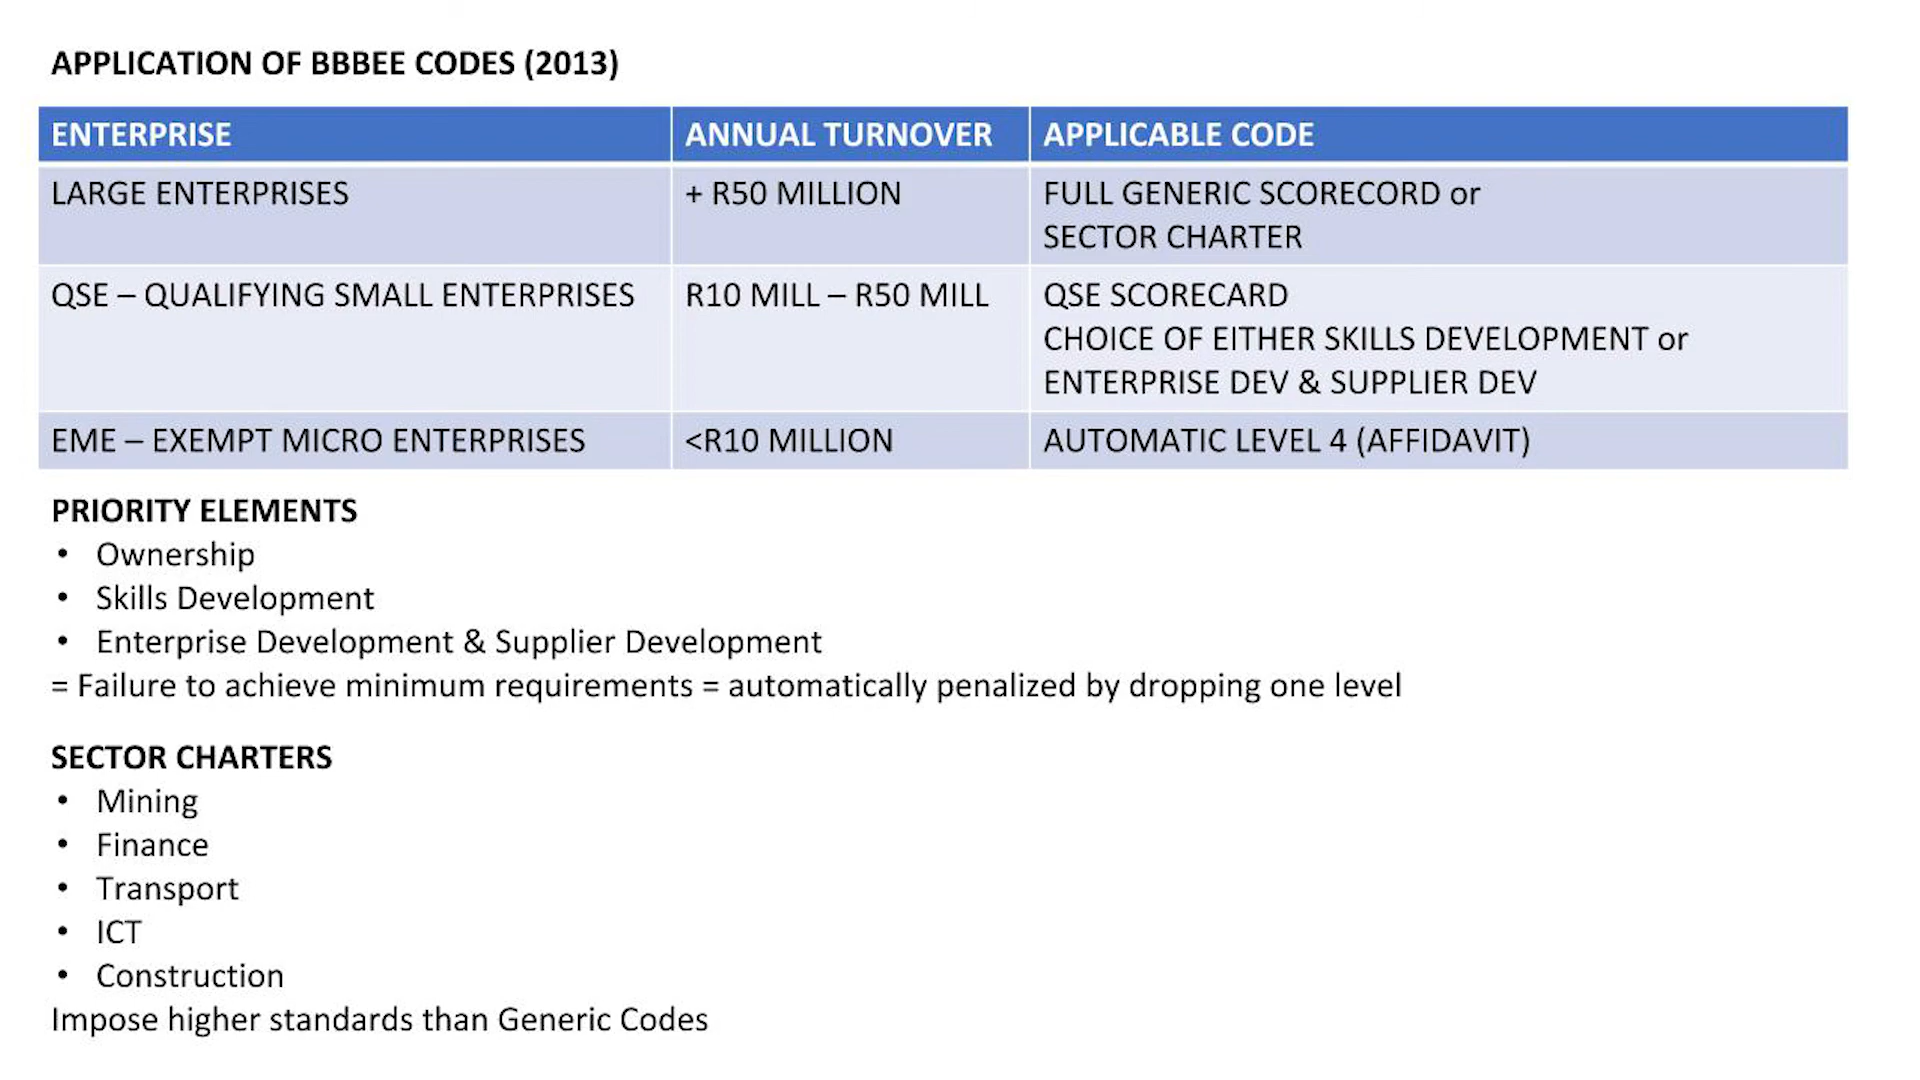 APPLICATION OF BBBEE CODES (2013)
ENTERPRISE ANNUAL TURNOVER APPLICABLE CODE
LARGE ENTERPRISES + R50 MILLION FULL GENERIC SCORECORD or
SECTOR CHARTER
QSE – QUALIFYING SMALL ENTERPRISES R10 MILL – R50 MILL QSE SCORECARD
CHOICE OF EITHER SKILLS DEVELOPMENT or
ENTERPRISE DEV & SUPPLIER DEV
EME – EXEMPT MICRO ENTERPRISES <R10 MILLION AUTOMATIC LEVEL 4 (AFFIDAVIT)
PRIORITY ELEMENTS
• Ownership
• Skills Development
• Enterprise Development & Supplier Development
= Failure to achieve minimum requirements = automatically penalized by dropping one level
SECTOR CHARTERS
• Mining
• Finance
• Transport
• ICT
• Construction
Impose higher standards than Generic Codes